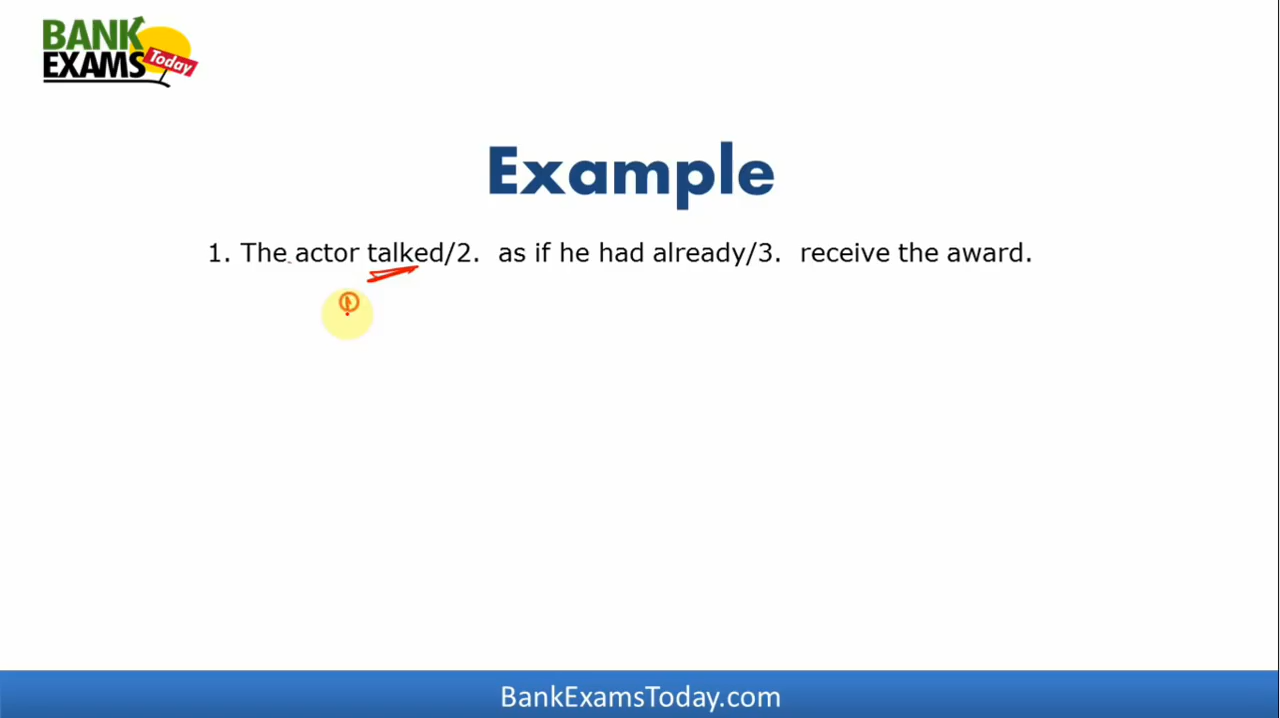 BANK
EXAMS Today
Example
1. The actor talked/2. as if he had already/3. receive the award.
BankExamsToday.com